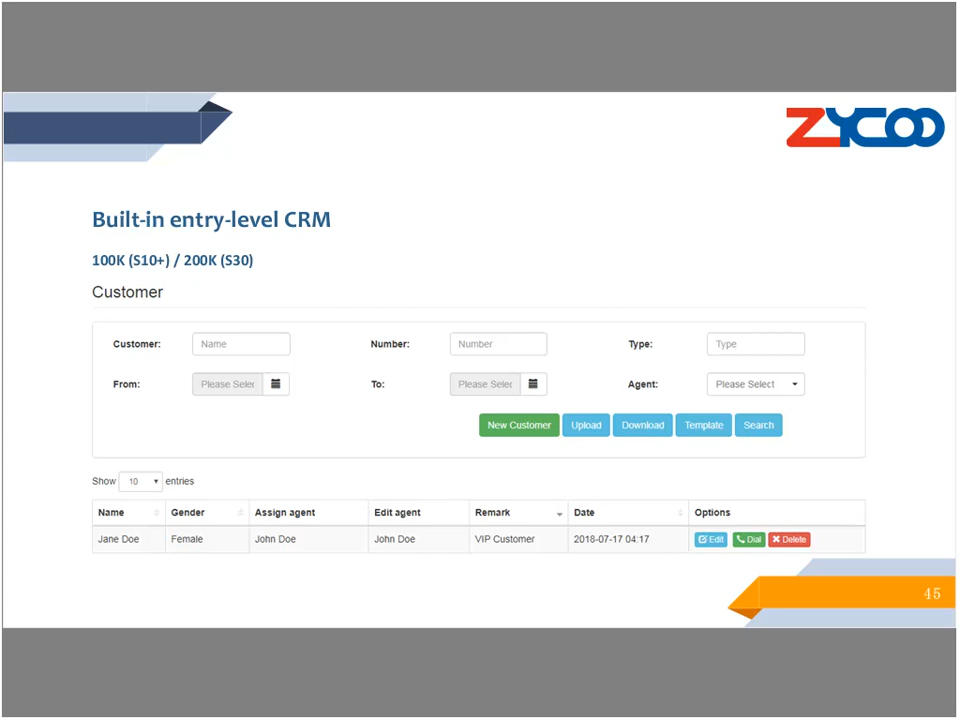 ZYCOO
Built-in entry-level CRM
100K (S10+) / 200K (S30)
Customer
Customer: Name Number: Number Type: Type
From: Please Selec To: Please Selec Agent: Please Select
New Customer Upload Download Template Search
Show 10 entries
Name Gender Assign agent Edit agent Remark Date Options
Jane Doe Female John Doe John Doe VIP Customer 2018-07-17 04:17 Edit Dial Delete
45